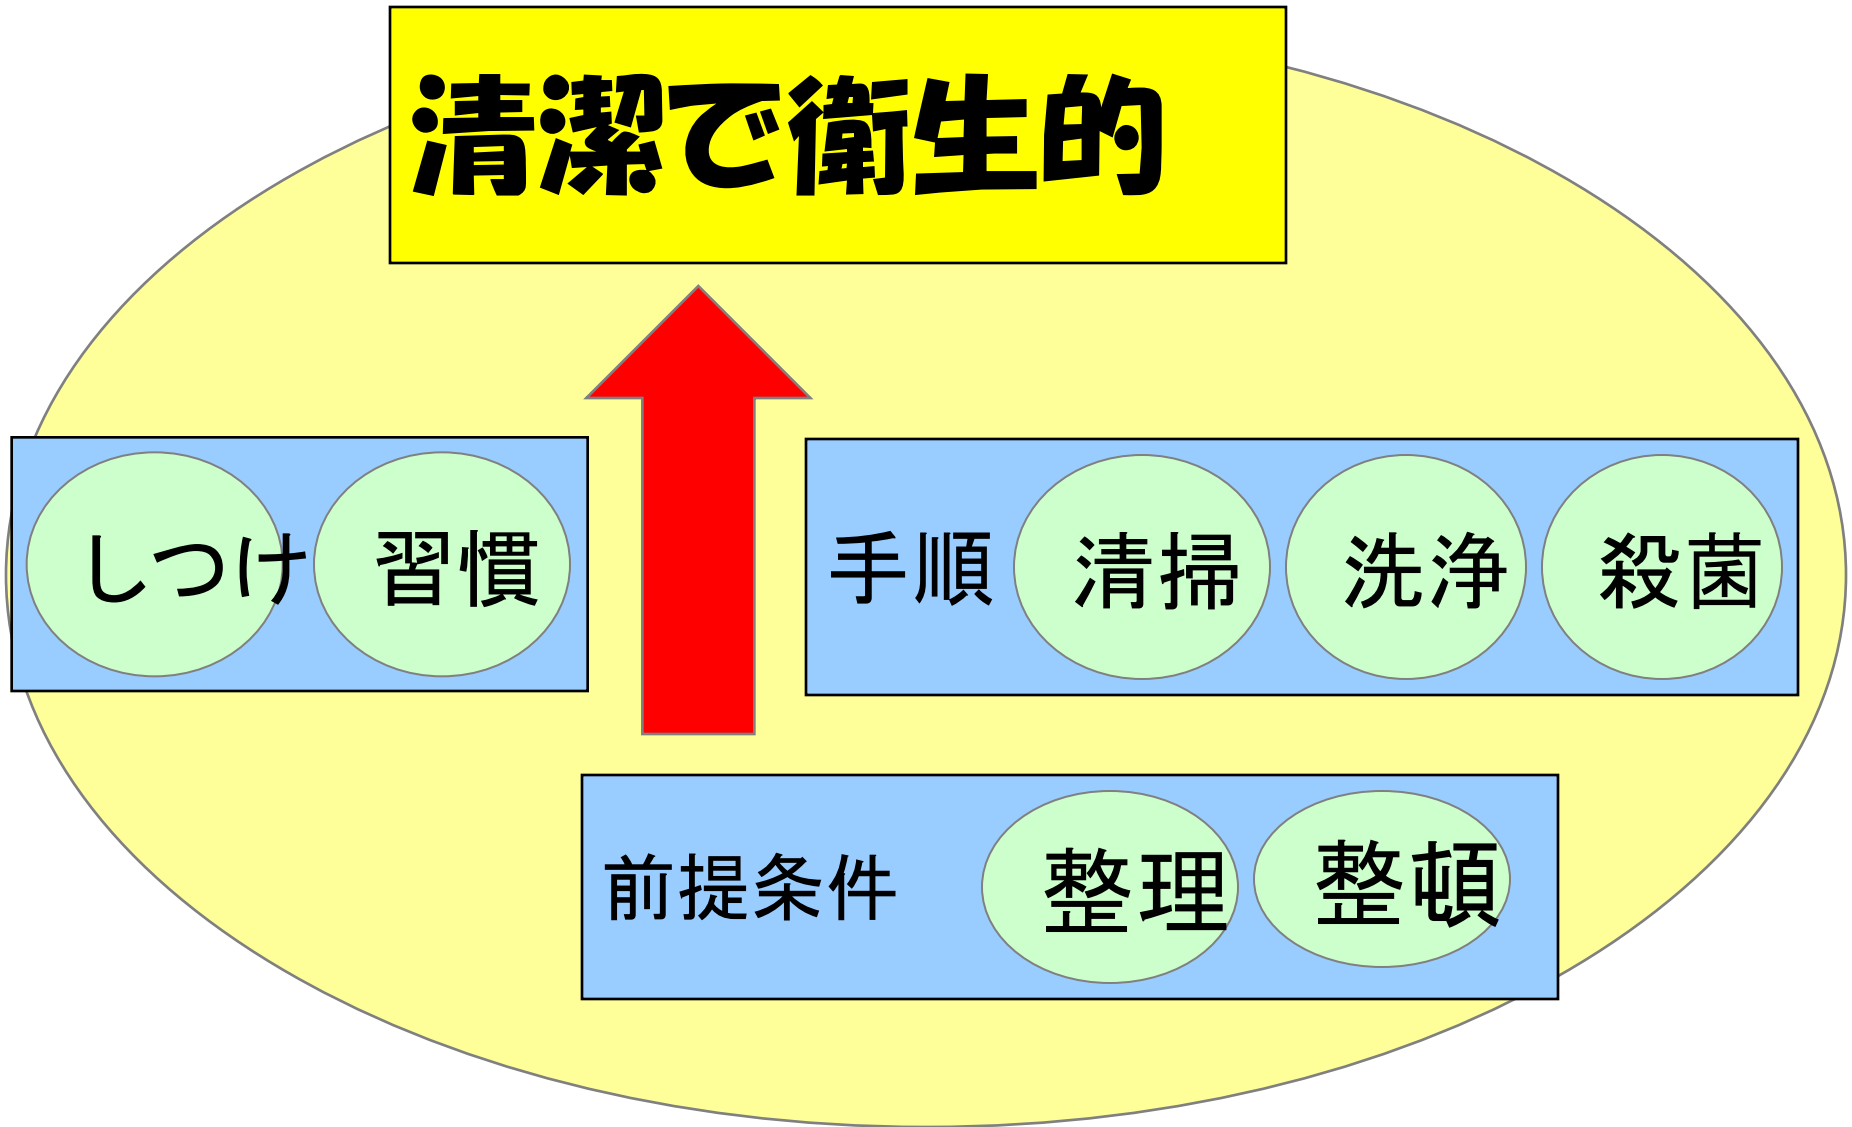 清潔で衛生的
しつけ
習慣
手順
清掃
洗浄
殺菌
前提条件
整理
整頓